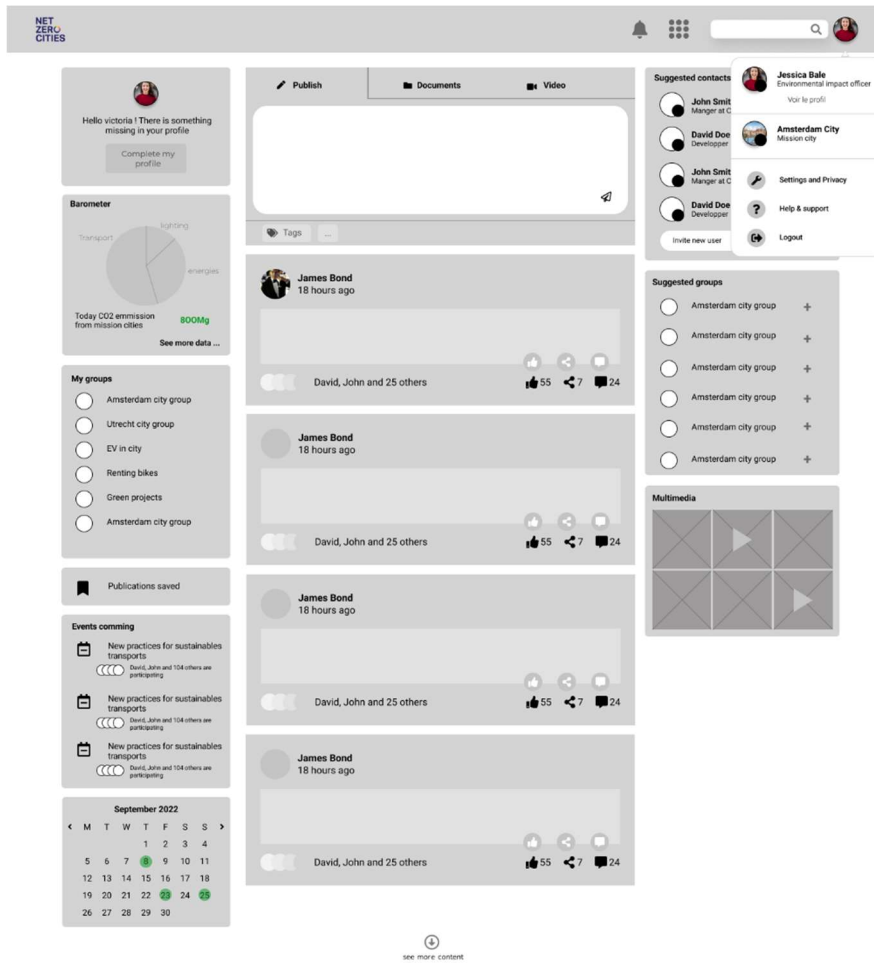 NET
ZERO
CITIES
Hello victoria ! There is something
missing in your profile
Complete my
profile
Barometer
lighting
Transport
energies
Today CO2 ernmission
from mission cities
800Mg
See more data ...
My groups
Amsterdam city group
Utrecht city group
EV in city
Renting bikes
Green projects
Amsterdam city group
Publications saved
Events comming
New practices for sustainables
transports
David, John and 104 others are
participating
New practices for sustainables
transports
David, John and 104 others are
participating
New practices for sustainables
transports
David, John and 104 others are
participating
September 2022
< M T W T F S S >
1 2 3 4
5 6 7 8 9 10 11
12 13 14 15 16 17 18
19 20 21 22 23 24 25
26 27 28 29 30
Publish Documents Video
Tags ...
James Bond
18 hours ago
David, John and 25 others 55 7 24
James Bond
18 hours ago
David, John and 25 others 55 7 24
James Bond
18 hours ago
David, John and 25 others 55 7 24
James Bond
18 hours ago
David, John and 25 others 55 7 24
Suggested contacts
John Smit
Manger at C
David Doe
Developper
John Smit
Manger at C
David Doe
Developper
Invite new user
Jessica Bale
Environmental impact officer
Voir le profil
Amsterdam City
Mission city
Settings and Privacy
? Help & support
Logout
Suggested groups
Amsterdam city group +
Amsterdam city group +
Amsterdam city group +
Amsterdam city group +
Amsterdam city group +
Amsterdam city group +
Multimedia
see more content